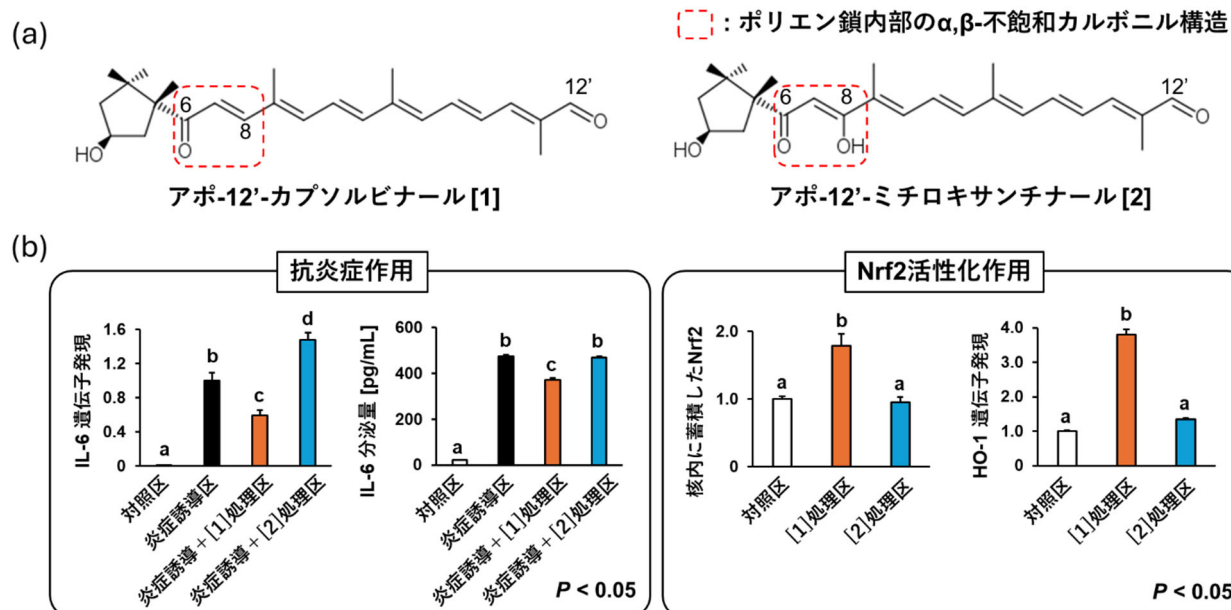 (a)
：ポリエン鎖内部のα,β-不飽和カルボニル構造
6
8
12’
O
HO
O
アポ-12’-カプソルビナール [1]
6
8
12’
O
HO
O
OH
アポ-12’-ミチロキサンチナール [2]
(b)
抗炎症作用
IL-6 遺伝子発現
1.6
1.2
0.8
0.4
0
a
b
c
d
対照区
炎症誘導区
炎症誘導＋[1]処理区
炎症誘導＋[2]処理区
IL-6 分泌量 [pg/mL]
600
400
200
0
a
b
c
b
対照区
炎症誘導区
炎症誘導＋[1]処理区
炎症誘導＋[2]処理区
P < 0.05
Nrf2活性化作用
核内に蓄積したNrf2
2.0
1.0
0
a
b
a
対照区
[1]処理区
[2]処理区
HO-1 遺伝子発現
4.0
3.0
2.0
1.0
0
a
b
a
対照区
[1]処理区
[2]処理区
P < 0.05